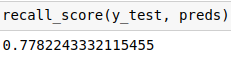 recall_score(y_test, preds)
0.7782243332115455